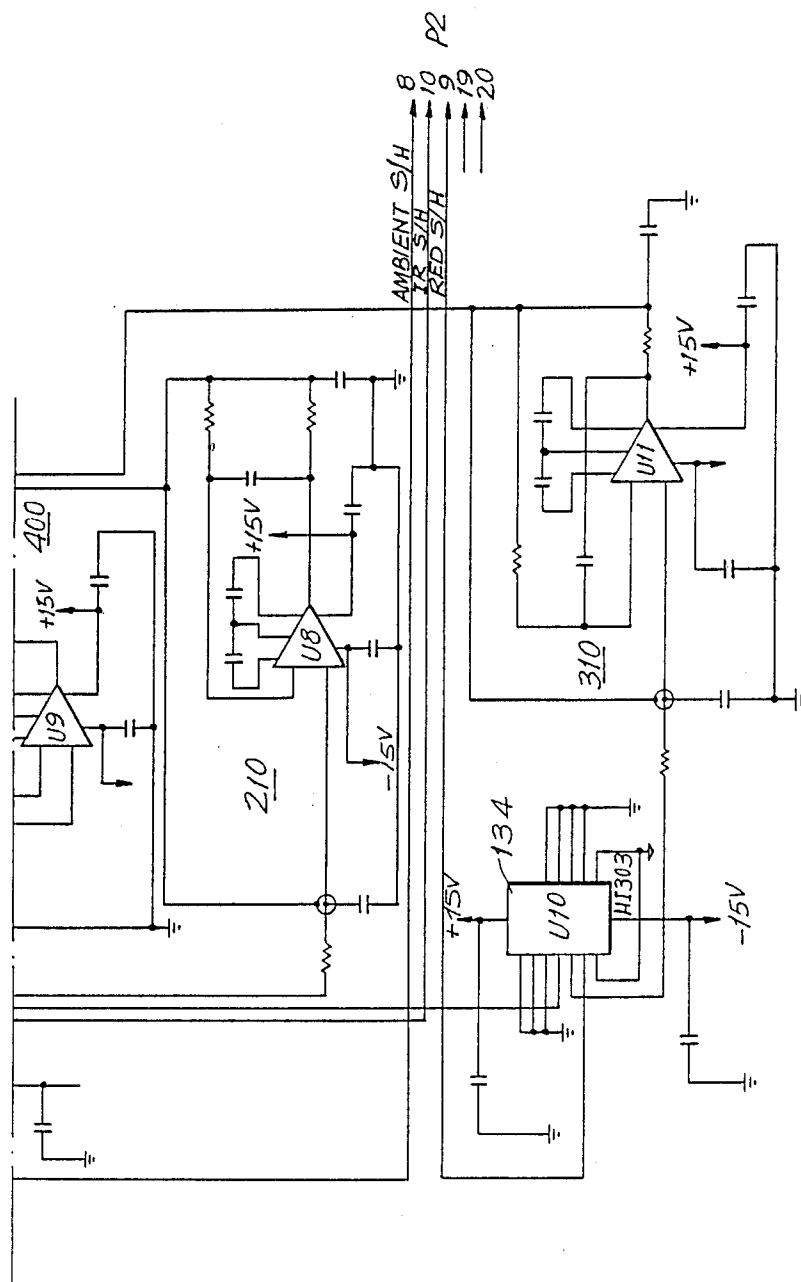 P2
8
10
9
19
20
AMBIENT S/H
IR S/H
RED S/H
400
+15V
U9
+15V
U8
210
-15V
+15V
U11
310
134
+15V
U10
HI303
-15V